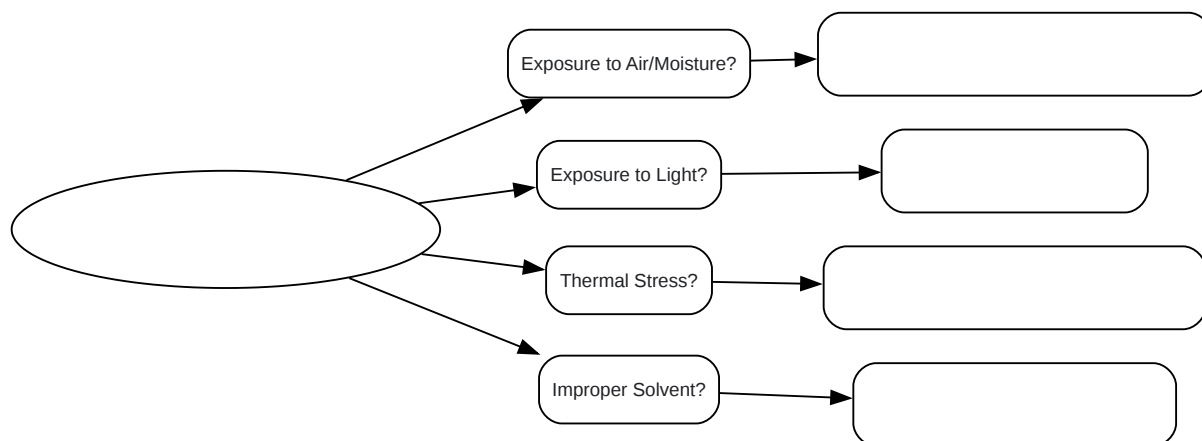 Exposure to Air/Moisture?
Exposure to Light?
Thermal Stress?
Improper Solvent?